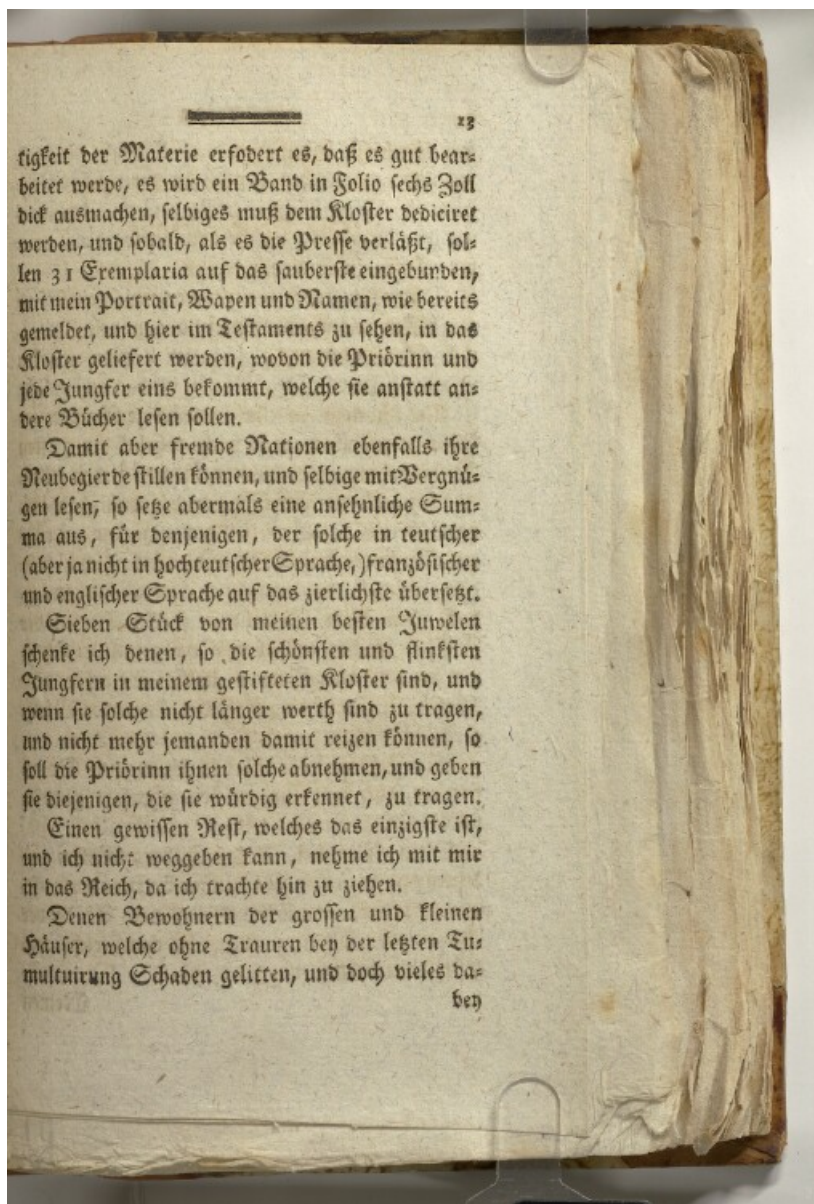 13
tigkeit der Materie erfodert es, daß es gut bear-
beitet werde, es wird ein Band in Folio sechs Zoll
dick ausmachen, selbiges muß dem Kloster dediciret
werden, und sobald, als es die Presse verläßt, sol-
len 31 Exemplaria auf das sauberste eingebunden,
mit mein Portrait, Wapen und Namen, wie bereits
gemeldet, und hier im Testaments zu sehen, in das
Kloster geliefert werden, wovon die Priörinn und
jede Jungfer eins bekommt, welche sie anstatt an-
dere Bücher lesen sollen.
Damit aber fremde Nationen ebenfalls ihre
Neubegierde stillen können, und selbige mit Vergnü-
gen lesen, so setze abermals eine ansehnliche Sum-
ma aus, für denjenigen, der solche in teutscher
(aber ja nicht in hochteutscher Sprache,) französischer
und englischer Sprache auf das zierlichste übersetzt.
Sieben Stück von meinen besten Juwelen
schenke ich denen, so die schönsten und flinksten
Jungfern in meinem gestifteten Kloster sind, und
wenn sie solche nicht länger werth sind zu tragen,
und nicht mehr jemanden damit reizen können, so
soll die Priörinn ihnen solche abnehmen, und geben
sie diejenigen, die sie würdig erkennet, zu tragen.
Einen gewissen Rest, welches das einzigste ist,
und ich nicht weggeben kann, nehme ich mit mir
in das Reich, da ich trachte hin zu ziehen.
Denen Bewohnern der grossen und kleinen
Häuser, welche ohne Trauren bey der letzten Tu-
multuirung Schaden gelitten, und doch vieles da-
bey